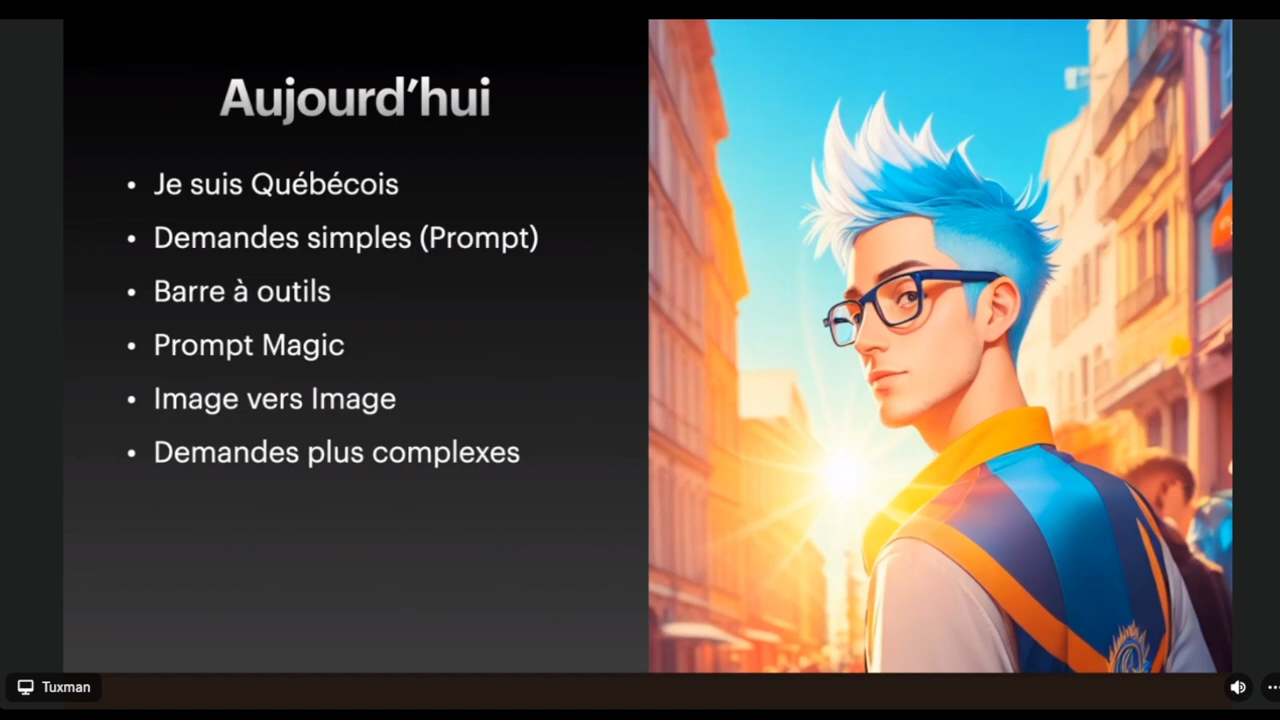 Aujourd’hui
• Je suis Québécois
• Demandes simples (Prompt)
• Barre à outils
• Prompt Magic
• Image vers Image
• Demandes plus complexes
Tuxman